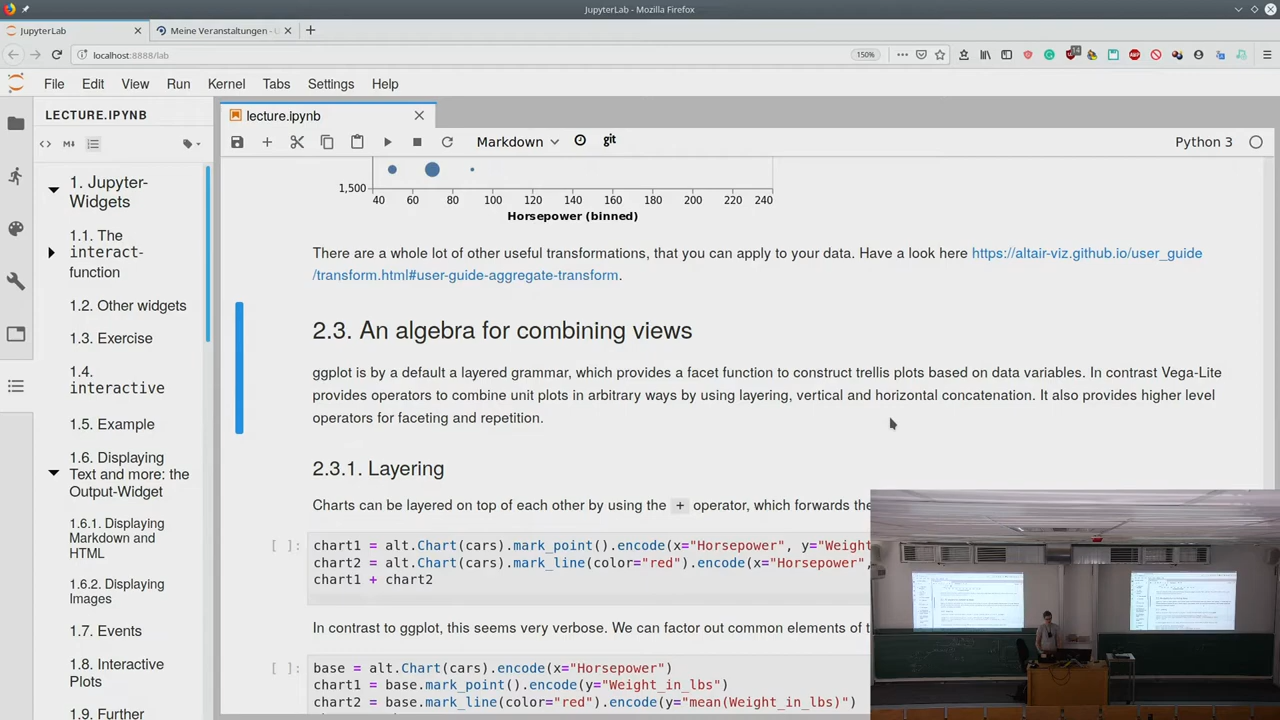 JupyterLab - Mozilla Firefox
JupyterLab
Meine Veranstaltungen - U
localhost:8888/lab
150%
14
ABP
File Edit View Run Kernel Tabs Settings Help
LECTURE.IPYNB
lecture.ipynb
Markdown
git
Python 3
1. Jupyter-
Widgets
1.1. The
interact-
function
1.2. Other widgets
1.3. Exercise
1.4.
interactive
1.5. Example
1.6. Displaying
Text and more: the
Output-Widget
1.6.1. Displaying
Markdown and
HTML
1.6.2. Displaying
Images
1.7. Events
1.8. Interactive
Plots
1.9. Further
1,500
40 60 80 100 120 140 160 180 200 220 240
Horsepower (binned)
There are a whole lot of other useful transformations, that you can apply to your data. Have a look here https://altair-viz.github.io/user_guide
/transform.html#user-guide-aggregate-transform.
2.3. An algebra for combining views
ggplot is by a default a layered grammar, which provides a facet function to construct trellis plots based on data variables. In contrast Vega-Lite
provides operators to combine unit plots in arbitrary ways by using layering, vertical and horizontal concatenation. It also provides higher level
operators for faceting and repetition.
2.3.1. Layering
Charts can be layered on top of each other by using the + operator, which forwards the
[ ]: chart1 = alt.Chart(cars).mark_point().encode(x="Horsepower", y="Weight
chart2 = alt.Chart(cars).mark_line(color="red").encode(x="Horsepower",
chart1 + chart2
In contrast to ggplot, this seems very verbose. We can factor out common elements of t
[ ]: base = alt.Chart(cars).encode(x="Horsepower")
chart1 = base.mark_point().encode(y="Weight_in_lbs")
chart2 = base.mark_line(color="red").encode(y="mean(Weight_in_lbs)")